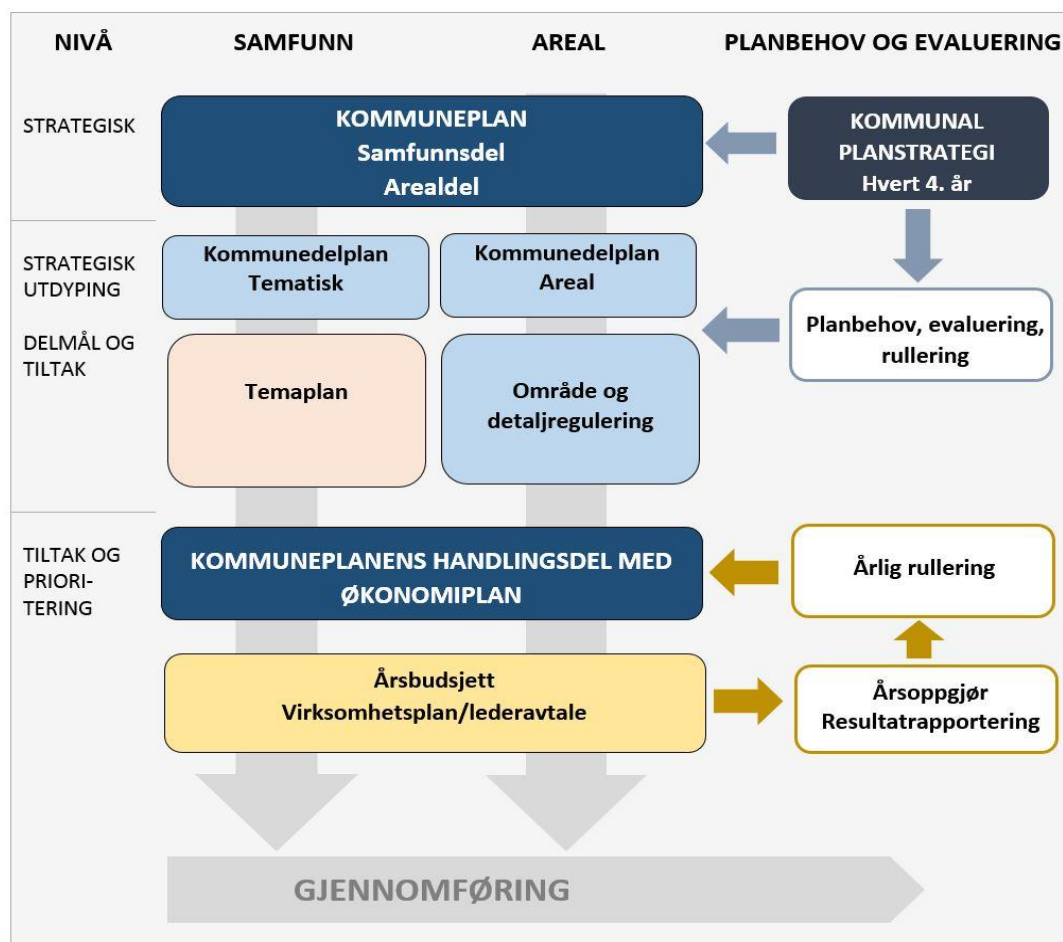 NIVÅ
SAMFUNN
AREAL
PLANBEHOV OG EVALUERING
STRATEGISK
KOMMUNEPLAN
Samfunnsdel
Arealdel
KOMMUNAL
PLANSTRATEGI
Hvert 4. år
STRATEGISK
UTDYPING
Kommunedelplan
Tematisk
Kommunedelplan
Areal
DELMÅL OG
TILTAK
Temaplan
Område og
detaljregulering
Planbehov, evaluering,
rullering
TILTAK OG
PRIORI-
TERING
KOMMUNEPLANENS HANDLINGSDEL MED
ØKONOMIPLAN
Årlig rullering
Årsbudsjett
Virksomhetsplan/lederavtale
Årsoppgjør
Resultatrapportering
GJENNOMFØRING